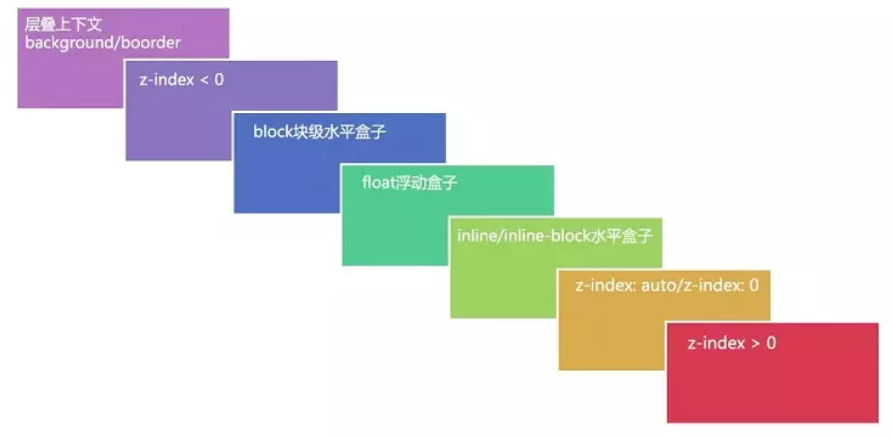 层叠上下文
background/boorder
z-index < 0
block块级水平盒子
float浮动盒子
inline/inline-block水平盒子
z-index: auto/z-index: 0
z-index > 0